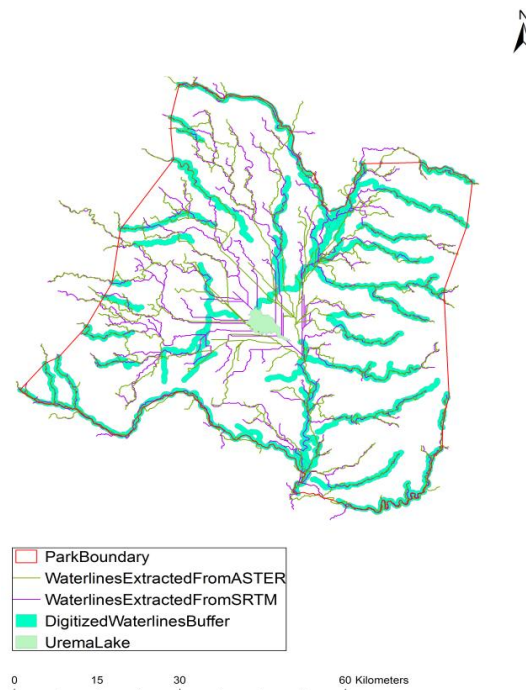 N
ParkBoundary
WaterlinesExtractedFromASTER
WaterlinesExtractedFromSRTM
DigitizedWaterlinesBuffer
UremaLake
0 15 30 60 Kilometers